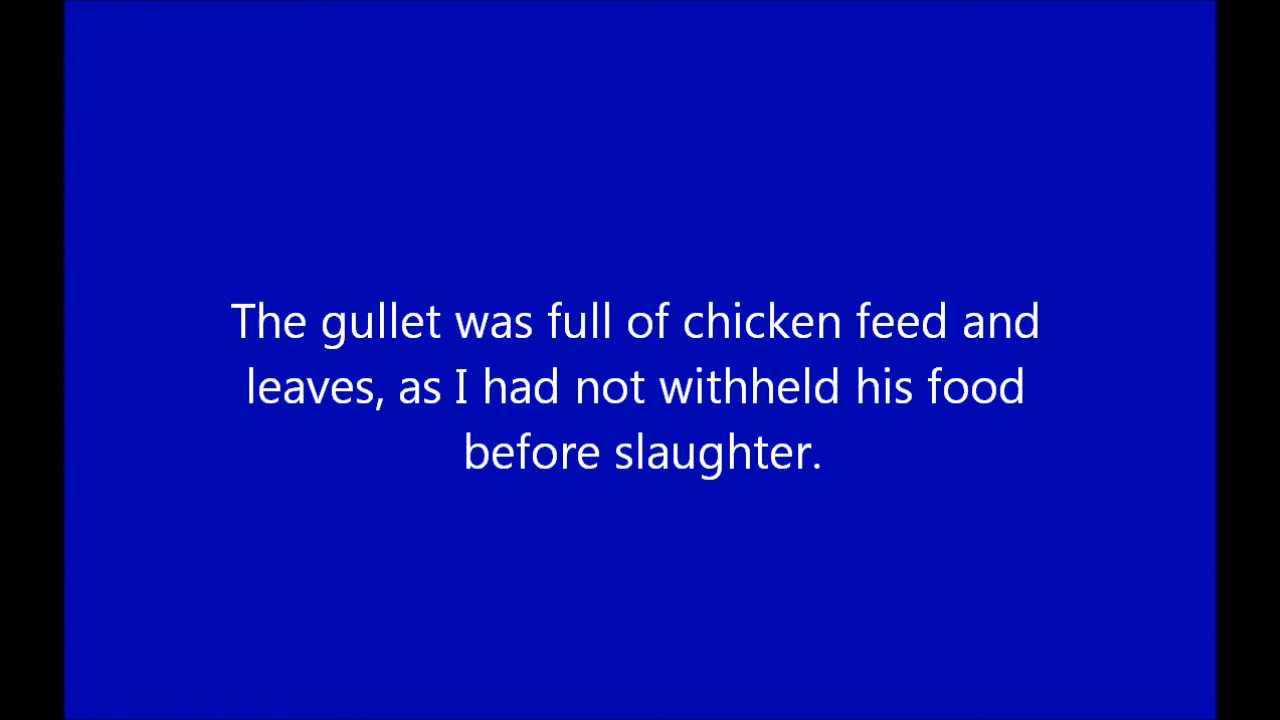 The gullet was full of chicken feed and
leaves, as I had not withheld his food
before slaughter.